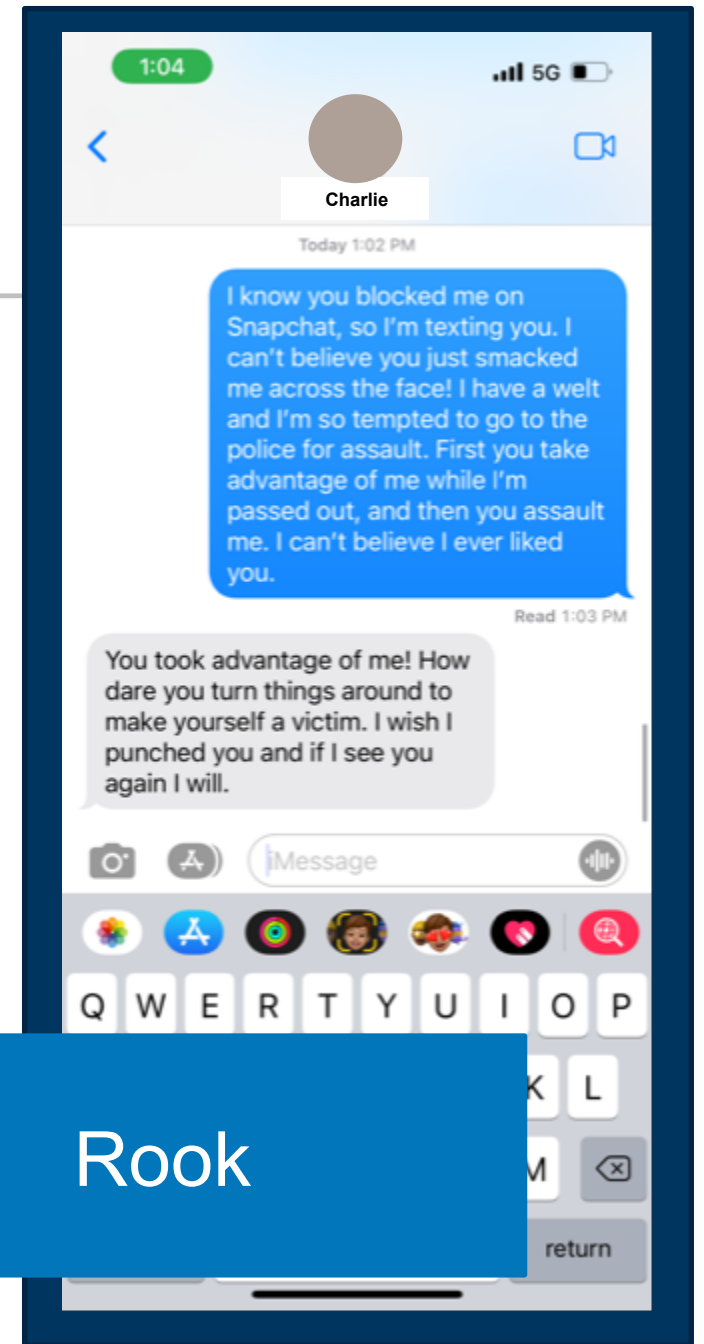 1:04
5G
Charlie
Today 1:02 PM
I know you blocked me on
Snapchat, so I'm texting you. I
can't believe you just smacked
me across the face! I have a welt
and I'm so tempted to go to the
police for assault. First you take
advantage of me while I'm
passed out, and then you assault
me. I can't believe I ever liked
you.
Read 1:03 PM
You took advantage of me! How
dare you turn things around to
make yourself a victim. I wish I
punched you and if I see you
again I will.
iMessage
Q W E R T Y U I O P
K L
M
Rook
return